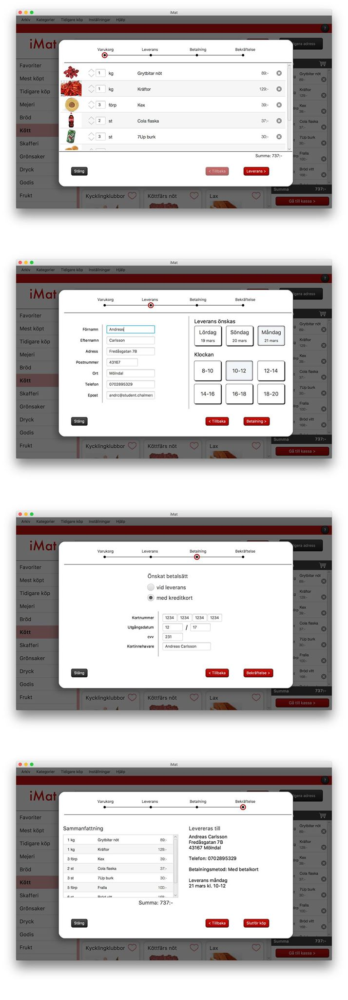 iMat
Arkiv Kategorier Tidigare köp Inställningar Hjälp
?
iMat
igera adress
Varukorg Leverans Betalning Bekräftelse
Favoriter
Mest köpt
Tidigare köp
Mejeri
Bröd
Kött
Skafferi
Grönsaker
Dryck
Godis
Frukt
1 kg Grytbitar nöt 89:-
1 kg Kräftor 129:-
3 förp Kex 39:-
2 st Cola flaska 37:-
3 st 7Up burk 30:-
Summa: 737:-
Stäng < Tillbaka Leverans >
g Grytbitar nöt
89:-
Kräftor
129:-
örp Kex
39:-
t Cola flaska
37:-
t 7Up burk
30:-
örp Fralla
100:-
t Bröd vitt
168:-
Summa 737:-
Gå till kassa >
Kycklingklubbor Köttfärs nöt Lax
iMat
Arkiv Kategorier Tidigare köp Inställningar Hjälp
?
iMat
igera adress
Varukorg Leverans Betalning Bekräftelse
Favoriter
Mest köpt
Tidigare köp
Mejeri
Bröd
Kött
Skafferi
Grönsaker
Dryck
Godis
Frukt
Förnamn Andreas
Efternamn Carlsson
Adress Fredåsgatan 7B
Postnummer 43167
Ort Mölndal
Telefon 0702895329
Epost andrc@student.chalmers
Leverans önskas
Lördag Söndag Måndag
19 mars 20 mars 21 mars
Klockan
8-10 10-12 12-14
14-16 16-18 18-20
Stäng < Tillbaka Betalning >
g Grytbitar nöt
89:-
Kräftor
129:-
örp Kex
39:-
t Cola flaska
37:-
t 7Up burk
30:-
örp Fralla
100:-
t Bröd vitt
168:-
Summa 737:-
Gå till kassa >
Kycklingklubbor Köttfärs nöt Lax
iMat
Arkiv Kategorier Tidigare köp Inställningar Hjälp
?
iMat
igera adress
Varukorg Leverans Betalning Bekräftelse
Favoriter
Mest köpt
Tidigare köp
Mejeri
Bröd
Kött
Skafferi
Grönsaker
Dryck
Godis
Frukt
Önskat betalsätt
vid leverans
med kreditkort
Kortnummer 1234 1234 1234 1234
Utgångsdatum 12 / 17
cvv 231
Kortinnehavare Andreas Carlsson
Stäng < Tillbaka Bekräftelse >
g Grytbitar nöt
89:-
Kräftor
129:-
örp Kex
39:-
t Cola flaska
37:-
t 7Up burk
30:-
örp Fralla
100:-
t Bröd vitt
168:-
Summa 737:-
Gå till kassa >
Kycklingklubbor Köttfärs nöt Lax
iMat
Arkiv Kategorier Tidigare köp Inställningar Hjälp
?
iMat
igera adress
Varukorg Leverans Betalning Bekräftelse
Favoriter
Mest köpt
Tidigare köp
Mejeri
Bröd
Kött
Skafferi
Grönsaker
Dryck
Godis
Frukt
Sammanfattning
1 kg Grytbitar nöt 89:-
1 kg Kräftor 129:-
3 förp Kex 39:-
2 st Cola flaska 37:-
3 st 7Up burk 30:-
5 förp Fralla 100:-
6 st Bröd vitt 168:-
Summa: 737:-
Levereras till
Andreas Carlsson
Fredåsgatan 7B
43167 Mölndal
Telefon: 0702895329
Betalningsmetod: Med betalkort
Leverans måndag
21 mars kl. 10-12
Stäng < Tillbaka Slutför köp
g Grytbitar nöt
89:-
Kräftor
129:-
örp Kex
39:-
t Cola flaska
37:-
t 7Up burk
30:-
örp Fralla
100:-
t Bröd vitt
168:-
Summa 737:-
Gå till kassa >
Kycklingklubbor Köttfärs nöt Lax